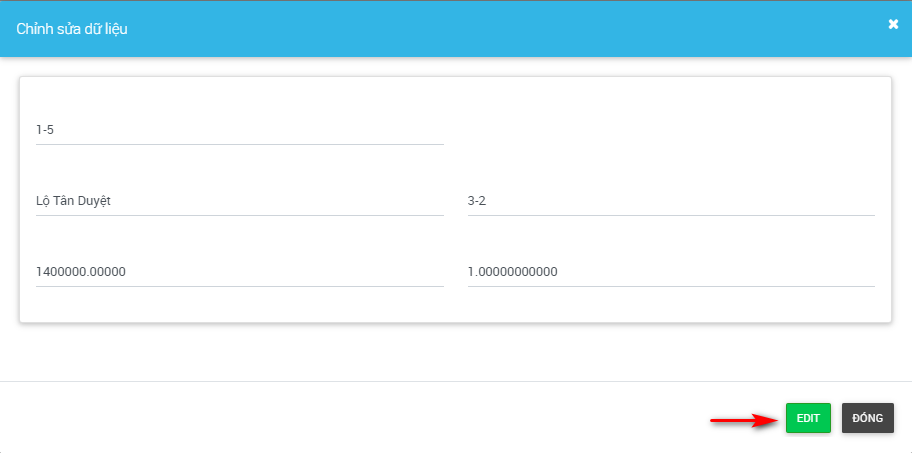 Chỉnh sửa dữ liệu
1-5
Lộ Tân Duyệt
3-2
1400000.00000
1.00000000000
EDIT
ĐÓNG